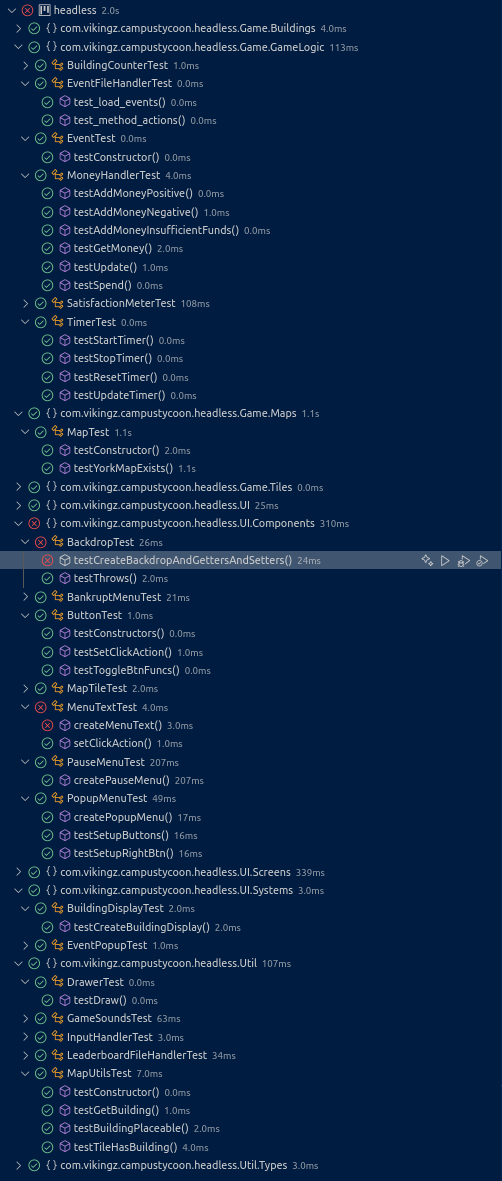 headless 2.0s
{ } com.vikingz.campustycoon.headless.Game.Buildings 4.0ms
{ } com.vikingz.campustycoon.headless.Game.GameLogic 113ms
BuildingCounterTest 1.0ms
EventFileHandlerTest 0.0ms
test_load_events() 0.0ms
test_method_actions() 0.0ms
EventTest 0.0ms
testConstructor() 0.0ms
MoneyHandlerTest 4.0ms
testAddMoneyPositive() 0.0ms
testAddMoneyNegative() 1.0ms
testAddMoneyInsufficientFunds() 0.0ms
testGetMoney() 2.0ms
testUpdate() 1.0ms
testSpend() 0.0ms
SatisfactionMeterTest 108ms
TimerTest 0.0ms
testStartTimer() 0.0ms
testStopTimer() 0.0ms
testResetTimer() 0.0ms
testUpdateTimer() 0.0ms
{ } com.vikingz.campustycoon.headless.Game.Maps 1.1s
MapTest 1.1s
testConstructor() 2.0ms
testYorkMapExists() 1.1s
{ } com.vikingz.campustycoon.headless.Game.Tiles 0.0ms
{ } com.vikingz.campustycoon.headless.UI 25ms
{ } com.vikingz.campustycoon.headless.UI.Components 310ms
BackdropTest 26ms
testCreateBackdropAndGettersAndSetters() 24ms
testThrows() 2.0ms
BankruptMenuTest 21ms
ButtonTest 1.0ms
testConstructors() 0.0ms
testSetClickAction() 1.0ms
testToggleBtnFuncs() 0.0ms
MapTileTest 2.0ms
MenuTextTest 4.0ms
createMenuText() 3.0ms
setClickAction() 1.0ms
PauseMenuTest 207ms
createPauseMenu() 207ms
PopupMenuTest 49ms
createPopupMenu() 17ms
testSetupButtons() 16ms
testSetupRightBtn() 16ms
{ } com.vikingz.campustycoon.headless.UI.Screens 339ms
{ } com.vikingz.campustycoon.headless.UI.Systems 3.0ms
BuildingDisplayTest 2.0ms
testCreateBuildingDisplay() 2.0ms
EventPopupTest 1.0ms
{ } com.vikingz.campustycoon.headless.Util 107ms
DrawerTest 0.0ms
testDraw() 0.0ms
GameSoundsTest 63ms
InputHandlerTest 3.0ms
LeaderboardFileHandlerTest 34ms
MapUtilsTest 7.0ms
testConstructor() 0.0ms
testGetBuilding() 1.0ms
testBuildingPlaceable() 2.0ms
testTileHasBuilding() 4.0ms
{ } com.vikingz.campustycoon.headless.Util.Types 3.0ms